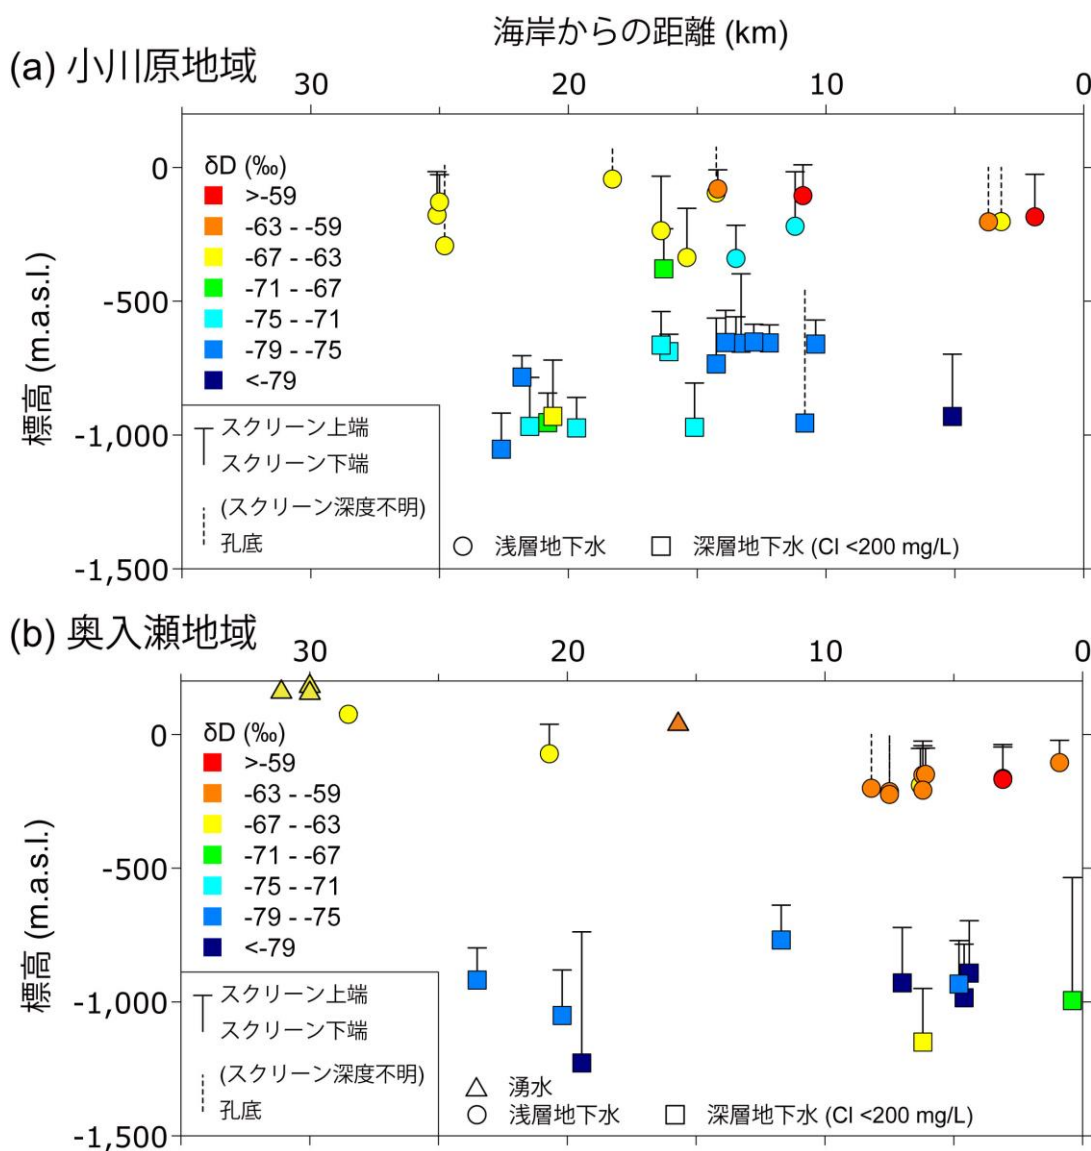 海岸からの距離 (km)
(a) 小川原地域
30 20 10 0
δD (‰)
>-59
-63 - -59
-67 - -63
-71 - -67
-75 - -71
-79 - -75
<-79
0
-500
-1,000
-1,500
標高 (m.a.s.l.)
スクリーン上端
スクリーン下端
(スクリーン深度不明)
孔底
浅層地下水 深層地下水 (Cl <200 mg/L)
(b) 奥入瀬地域
30 20 10 0
δD (‰)
>-59
-63 - -59
-67 - -63
-71 - -67
-75 - -71
-79 - -75
<-79
0
-500
-1,000
-1,500
標高 (m.a.s.l.)
スクリーン上端
スクリーン下端
(スクリーン深度不明)
孔底
湧水
浅層地下水 深層地下水 (Cl <200 mg/L)